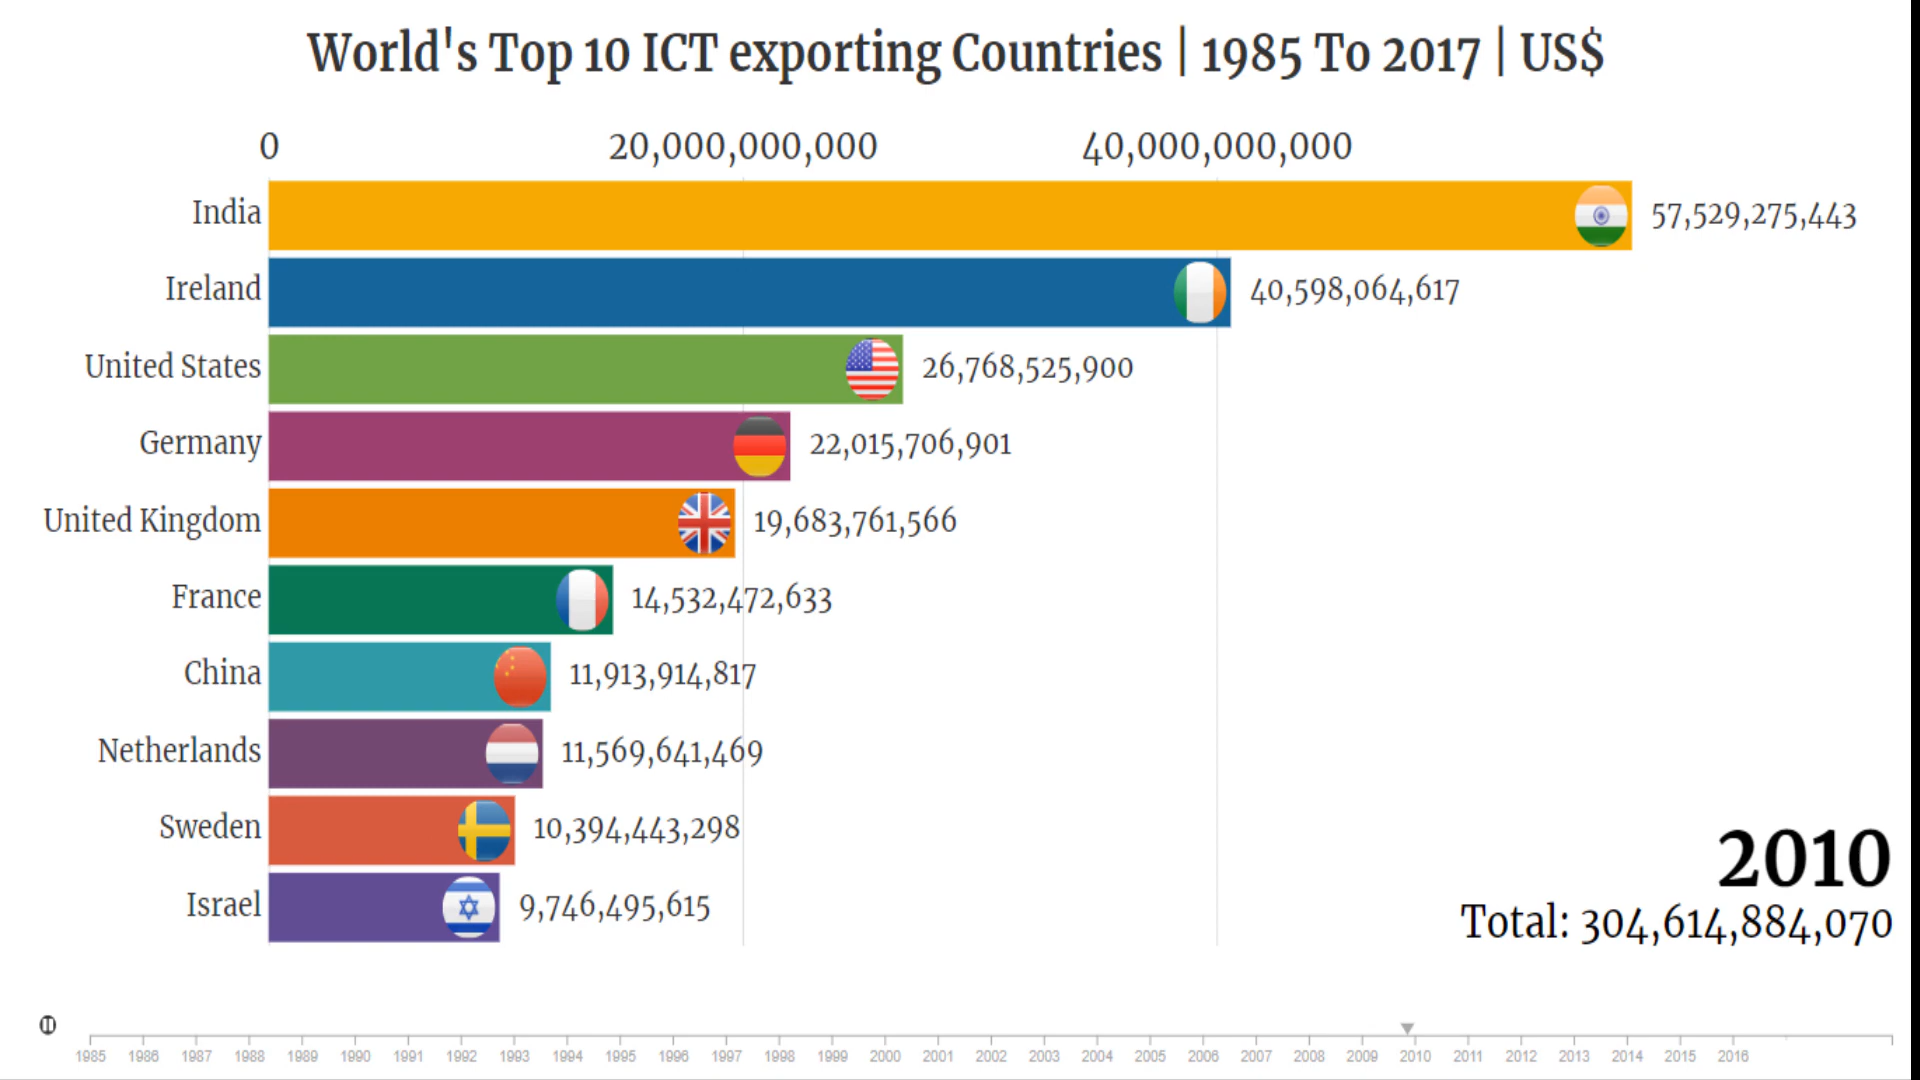 World's Top 10 ICT exporting Countries | 1985 To 2017 | US$
0 20,000,000,000 40,000,000,000
India 57,529,275,443
Ireland 40,598,064,617
United States 26,768,525,900
Germany 22,015,706,901
United Kingdom 19,683,761,566
France 14,532,472,633
China 11,913,914,817
Netherlands 11,569,641,469
Sweden 10,394,443,298
Israel 9,746,495,615
2010
Total: 304,614,884,070
1985 1986 1987 1988 1989 1990 1991 1992 1993 1994 1995 1996 1997 1998 1999 2000 2001 2002 2003 2004 2005 2006 2007 2008 2009 2010 2011 2012 2013 2014 2015 2016